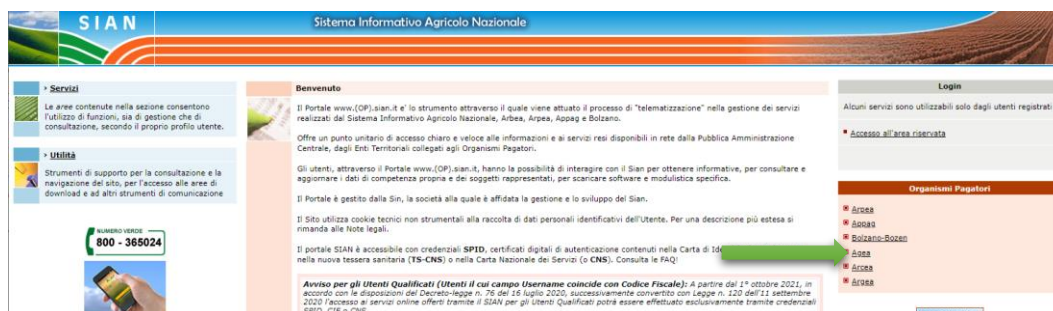 SIAN
Sistema Informativo Agricolo Nazionale
> Servizi
Le aree contenute nella sezione consentono
l'utilizzo di funzioni, sia di gestione che di
consultazione, secondo il proprio profilo utente.
> Utilità
Strumenti di supporto per la consultazione e la
navigazione del sito, per l'accesso alle aree di
download e ad altri strumenti di comunicazione
NUMERO VERDE
800 - 365024
Benvenuto
Il Portale www.(OP).sian.it e' lo strumento attraverso il quale viene attuato il processo di "telematizzazione" nella gestione dei servizi
realizzati dal Sistema Informativo Agricolo Nazionale, Arbea, Arpea, Appag e Bolzano.
Offre un punto unitario di accesso chiaro e veloce alle informazioni e ai servizi resi disponibili in rete dalla Pubblica Amministrazione
Centrale, dagli Enti Territoriali collegati agli Organismi Pagatori.
Gli utenti, attraverso il Portale www.(OP).sian.it, hanno la possibilità di interagire con il Sian per ottenere informative, per consultare e
aggiornare i dati di competenza propria e dei soggetti rappresentati, per scaricare software e modulistica specifica.
Il Portale è gestito dalla Sin, la società alla quale è affidata la gestione e lo sviluppo del Sian.
Il Sito utilizza cookie tecnici non strumentali alla raccolta di dati personali identificativi dell'Utente. Per una descrizione più estesa si
rimanda alle Note legali.
Il portale SIAN è accessibile con credenziali SPID, certificati digitali di autenticazione contenuti nella Carta di Ide
nella nuova tessera sanitaria (TS-CNS) o nella Carta Nazionale dei Servizi (o CNS). Consulta le FAQ!
Avviso per gli Utenti Qualificati (Utenti il cui campo Username coincide con Codice Fiscale): A partire dal 1° ottobre 2021, in
accordo con le disposizioni del Decreto-legge n. 76 del 16 luglio 2020, successivamente convertito con Legge n. 120 dell'11 settembre
2020 l'accesso ai servizi online offerti tramite il SIAN per gli Utenti Qualificati potrà essere effettuato esclusivamente tramite credenziali
SPID, CIE o CNS
Login
Alcuni servizi sono utilizzabili solo dagli utenti registrati
Accesso all'area riservata
Organismi Pagatori
Arpea
Appag
Bolzano-Bozen
Agea
Arcea
Argea